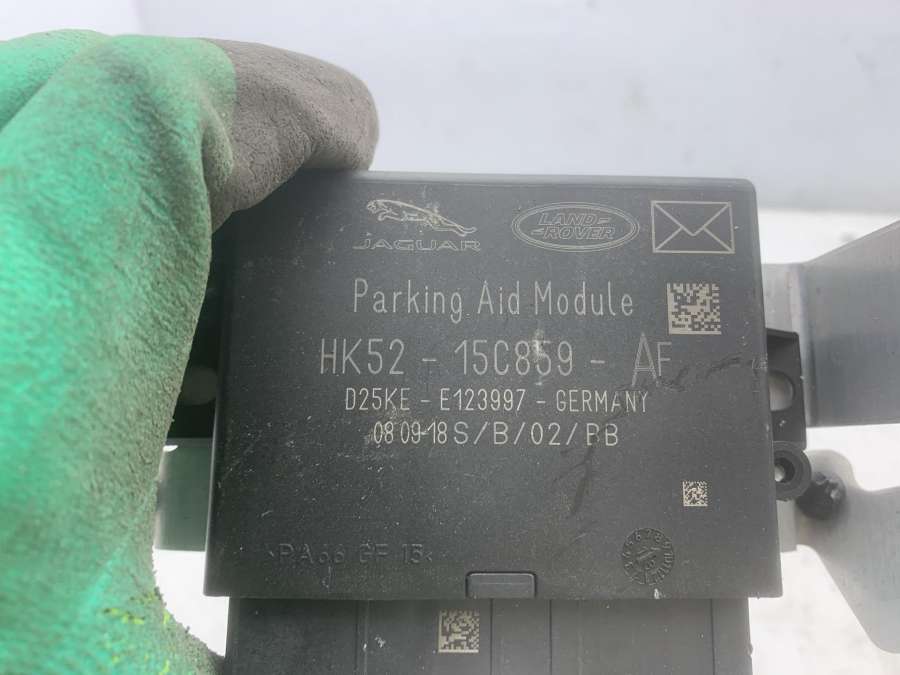 JAGUAR
LAND ROVER
Parking Aid Module
HK52 - 15C859 - AF
D25KE - E123997 - GERMANY
08 09-18 S/B/02/BB
>PA66 GF 15<